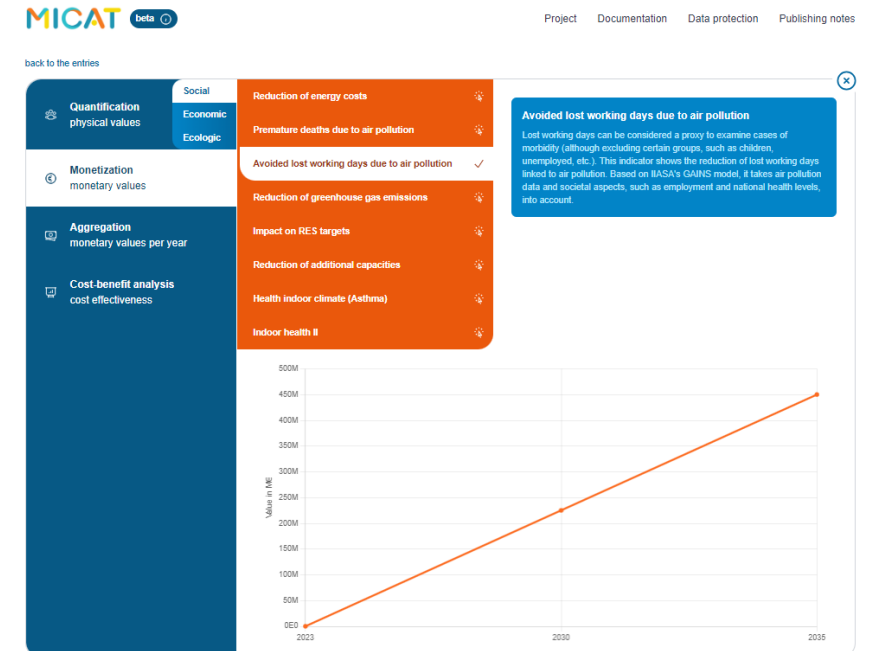 MICAT beta
Project Documentation Data protection Publishing notes
back to the entries
Quantification
physical values
Social
Economic
Ecologic
Monetization
monetary values
Aggregation
monetary values per year
Cost-benefit analysis
cost effectiveness
Reduction of energy costs
Premature deaths due to air pollution
Avoided lost working days due to air pollution
Reduction of greenhouse gas emissions
Impact on RES targets
Reduction of additional capacities
Health indoor climate (Asthma)
Indoor health II
Avoided lost working days due to air pollution
Lost working days can be considered a proxy to examine cases of
morbidity (although excluding certain groups, such as children,
unemployed, etc.). This indicator shows the reduction of lost working days
linked to air pollution. Based on IIASA's GAINS model, it takes air pollution
data and societal aspects, such as employment and national health levels,
into account.
500M
450M
400M
350M
300M
250M
200M
150M
100M
50M
0E0
Value in M€
2023 2030 2035